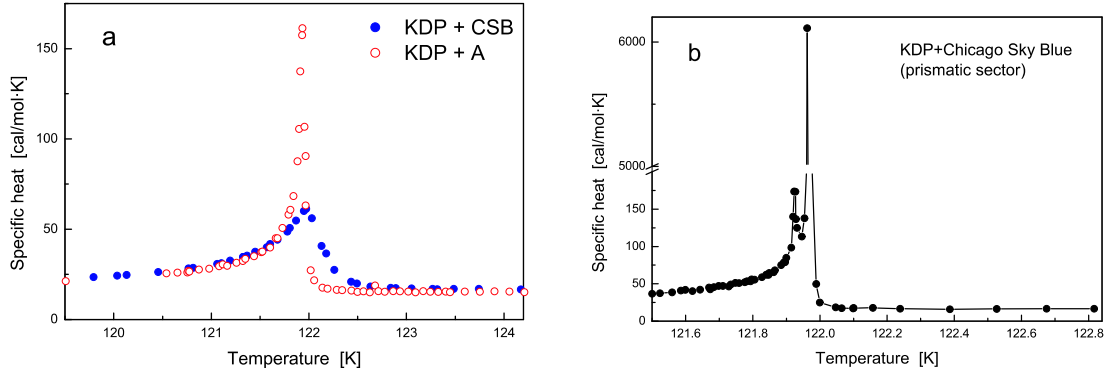 a
KDP + CSB
KDP + A
150
100
50
0
120
121
122
123
124
Specific heat [cal/mol·K]
Temperature [K]
b
KDP+Chicago Sky Blue
(prismatic sector)
6000
5000
150
100
50
0
121.6
121.8
122.0
122.2
122.4
122.6
122.8
Specific heat [cal/mol·K]
Temperature [K]